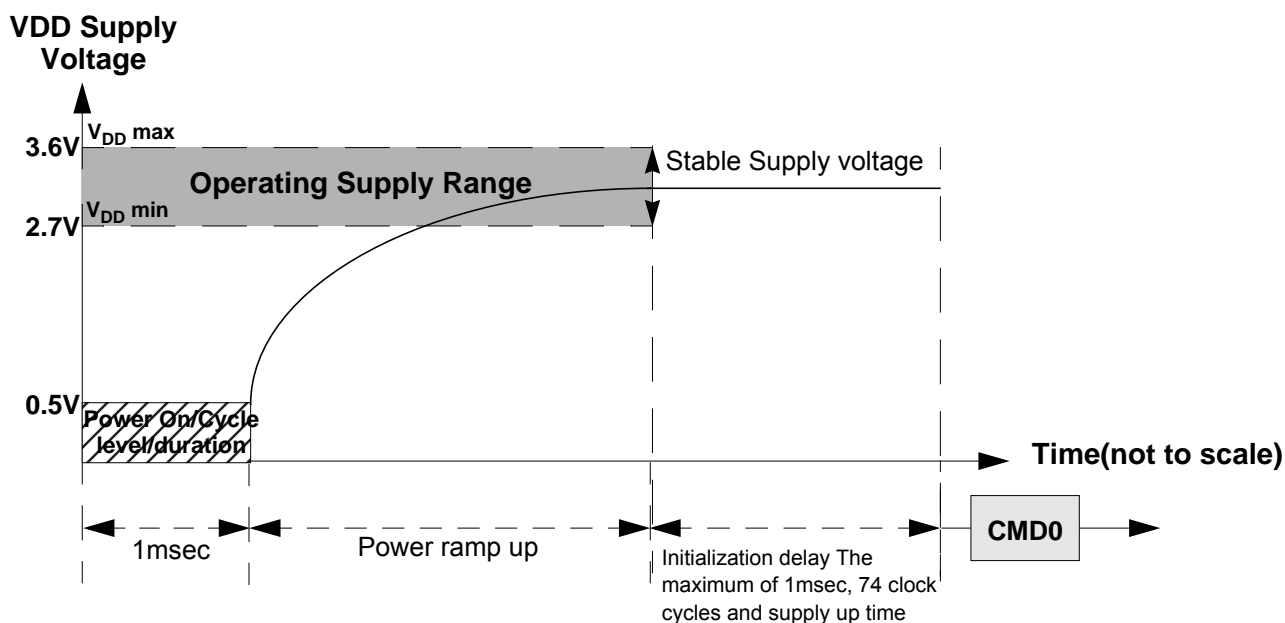 VDD Supply
Voltage
VDD max
3.6V
Stable Supply voltage
Operating Supply Range
VDD min
2.7V
0.5V
Power On/Cycle
level/duration
Time(not to scale)
CMD0
1msec
Power ramp up
Initialization delay The
maximum of 1msec, 74 clock
cycles and supply up time